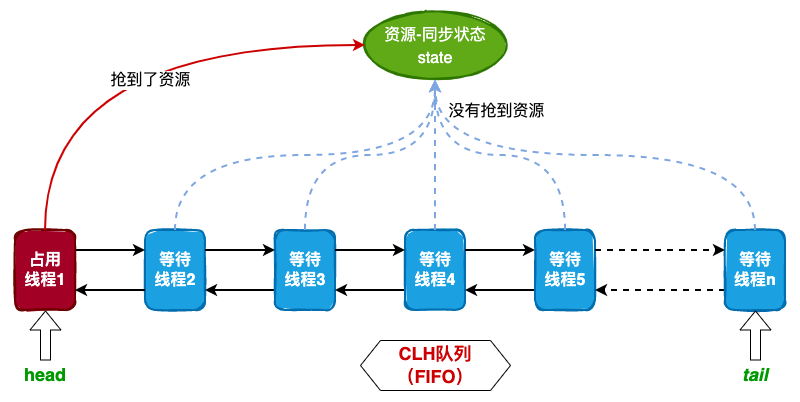 资源-同步状态
state
抢到了资源
没有抢到资源
占用
线程1
等待
线程2
等待
线程3
等待
线程4
等待
线程5
等待
线程n
head
CLH队列
（FIFO）
tail